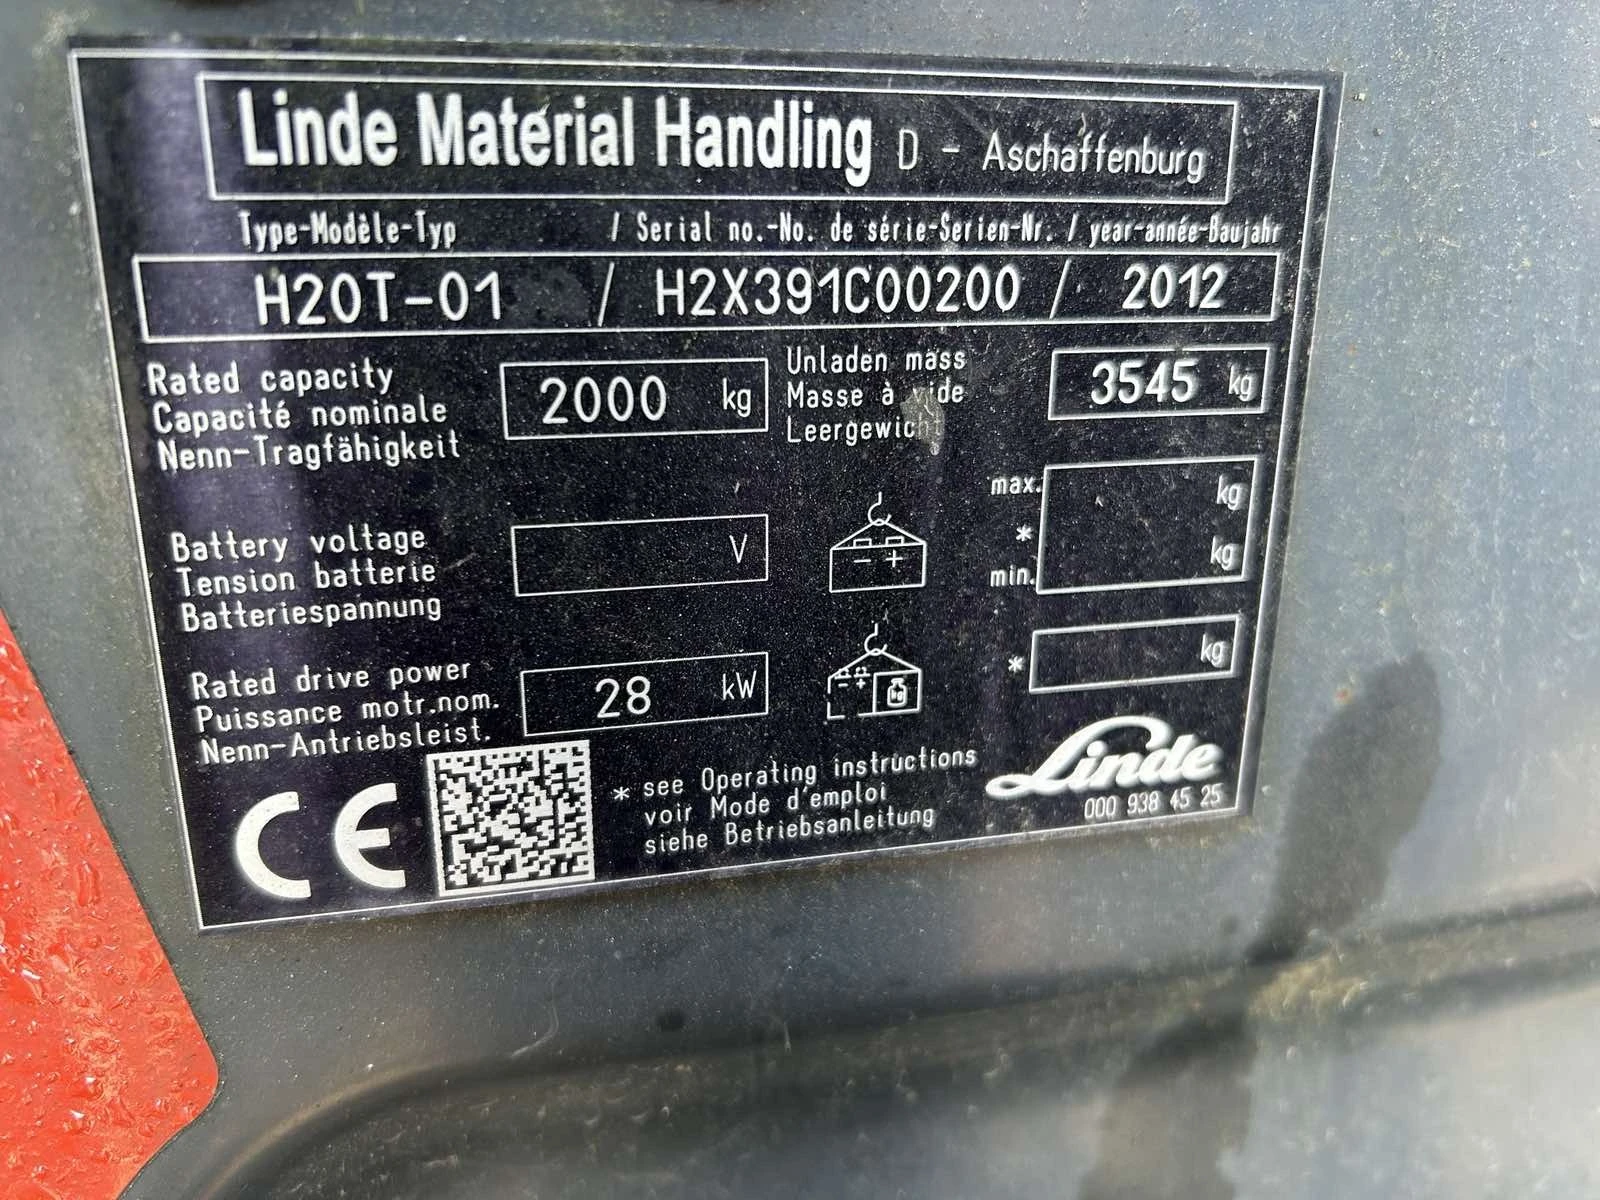 Linde Material Handling D - Aschaffenburg
Type-Modèle-Typ / Serial no.-No. de série-Serien-Nr. / year-année-Baujahr
H20T-01 / H2X391C00200 / 2012
Rated capacity
Capacité nominale
Nenn-Tragfähigkeit
2000 kg
Unladen mass
Masse à vide
Leergewicht
3545 kg
Battery voltage
Tension batterie
Batteriespannung
V
- +
max. kg
*
min. kg
Rated drive power
Puissance motr.nom.
Nenn-Antriebsleist.
28 kW
- +
kg
* kg
CE
* see Operating instructions
voir Mode d'emploi
siehe Betriebsanleitung
Linde
000 938 45 25